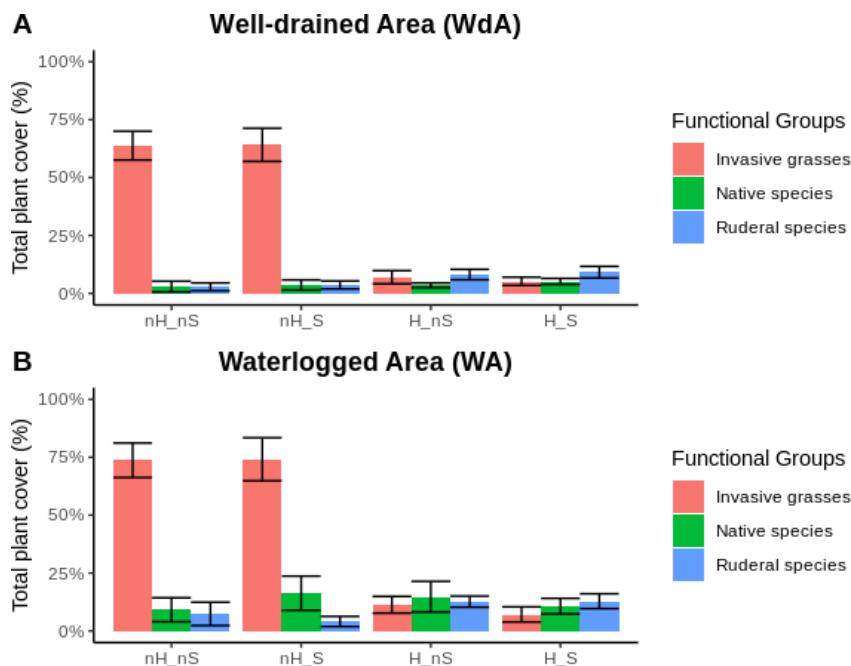 A
Well-drained Area (WdA)
Total plant cover (%)
100%
75%
50%
25%
0%
nH_nS
nH_S
H_nS
H_S
Functional Groups
Invasive grasses
Native species
Ruderal species
B
Waterlogged Area (WA)
Total plant cover (%)
100%
75%
50%
25%
0%
nH_nS
nH_S
H_nS
H_S
Functional Groups
Invasive grasses
Native species
Ruderal species